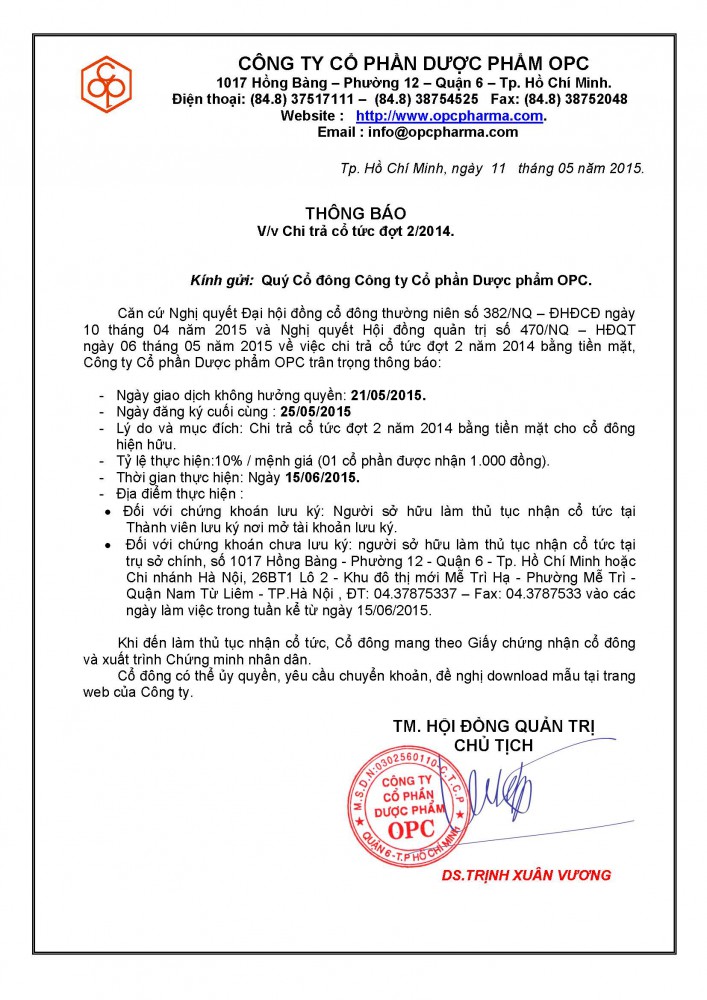 OPC
CÔNG TY CỔ PHẦN DƯỢC PHẨM OPC
1017 Hồng Bàng – Phường 12 – Quận 6 – Tp. Hồ Chí Minh.
Điện thoại: (84.8) 37517111 – (84.8) 38754525 Fax: (84.8) 38752048
Website : http://www.opcpharma.com.
Email : info@opcpharma.com
Tp. Hồ Chí Minh, ngày 11 tháng 05 năm 2015.
THÔNG BÁO
V/v Chi trả cổ tức đợt 2/2014.
Kính gửi: Quý Cổ đông Công ty Cổ phần Dược phẩm OPC.
Căn cứ Nghị quyết Đại hội đồng cổ đông thường niên số 382/NQ – ĐHĐCĐ ngày
10 tháng 04 năm 2015 và Nghị quyết Hội đồng quản trị số 470/NQ – HĐQT
ngày 06 tháng 05 năm 2015 về việc chi trả cổ tức đợt 2 năm 2014 bằng tiền mặt,
Công ty Cổ phần Dược phẩm OPC trân trọng thông báo:
- Ngày giao dịch không hưởng quyền: 21/05/2015.
- Ngày đăng ký cuối cùng : 25/05/2015
- Lý do và mục đích: Chi trả cổ tức đợt 2 năm 2014 bằng tiền mặt cho cổ đông
hiện hữu.
- Tỷ lệ thực hiện:10% / mệnh giá (01 cổ phần được nhận 1.000 đồng).
- Thời gian thực hiện: Ngày 15/06/2015.
- Địa điểm thực hiện :
• Đối với chứng khoán lưu ký: Người sở hữu làm thủ tục nhận cổ tức tại
Thành viên lưu ký nơi mở tài khoản lưu ký.
• Đối với chứng khoán chưa lưu ký: người sở hữu làm thủ tục nhận cổ tức tại
trụ sở chính, số 1017 Hồng Bàng - Phường 12 - Quận 6 - Tp. Hồ Chí Minh hoặc
Chi nhánh Hà Nội, 26BT1 Lô 2 - Khu đô thị mới Mễ Trì Hạ - Phường Mễ Trì -
Quận Nam Từ Liêm - TP.Hà Nội , ĐT: 04.37875337 – Fax: 04.3787533 vào các
ngày làm việc trong tuần kể từ ngày 15/06/2015.
Khi đến làm thủ tục nhận cổ tức, Cổ đông mang theo Giấy chứng nhận cổ đông
và xuất trình Chứng minh nhân dân.
Cổ đông có thể ủy quyền, yêu cầu chuyển khoản, đề nghị download mẫu tại trang
web của Công ty.
TM. HỘI ĐỒNG QUẢN TRỊ
CHỦ TỊCH
M.S.D.N:0302560110-C.T.C.P
CÔNG TY
CỔ PHẦN
DƯỢC PHẨM
OPC
QUẬN 6-T.P HỒ CHÍ MINH
DS.TRỊNH XUÂN VƯƠNG